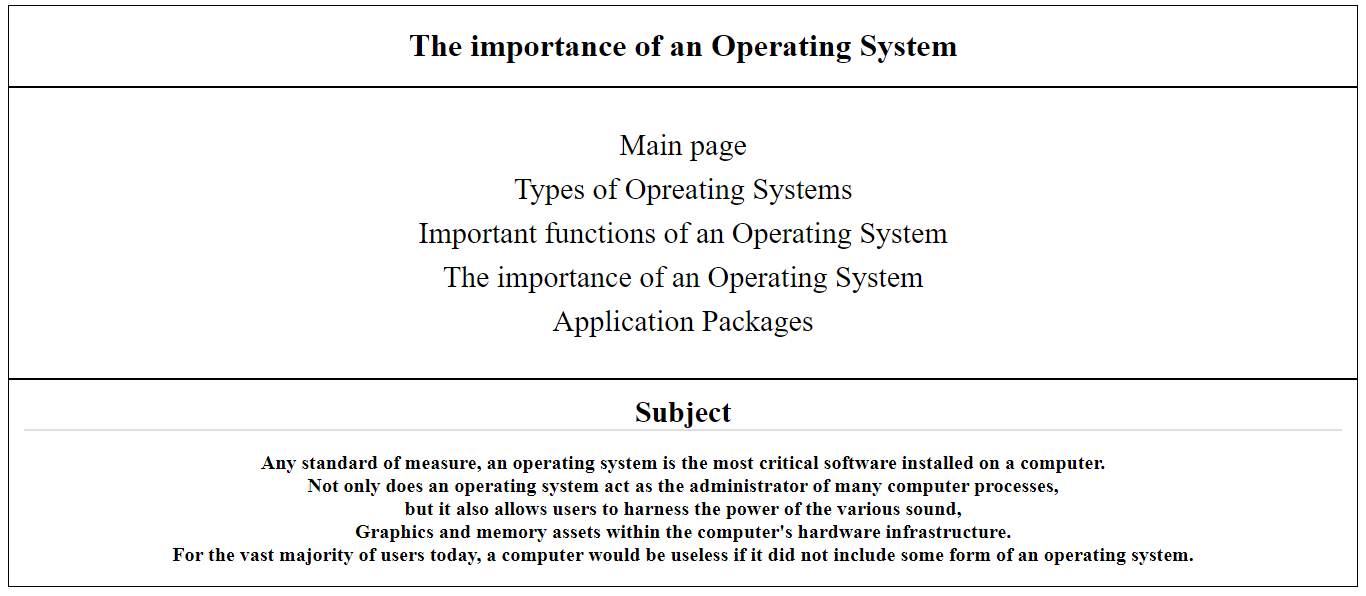 The importance of an Operating System
Main page
Types of Opreating Systems
Important functions of an Operating System
The importance of an Operating System
Application Packages
Subject
Any standard of measure, an operating system is the most critical software installed on a computer.
Not only does an operating system act as the administrator of many computer processes,
but it also allows users to harness the power of the various sound,
Graphics and memory assets within the computer's hardware infrastructure.
For the vast majority of users today, a computer would be useless if it did not include some form of an operating system.